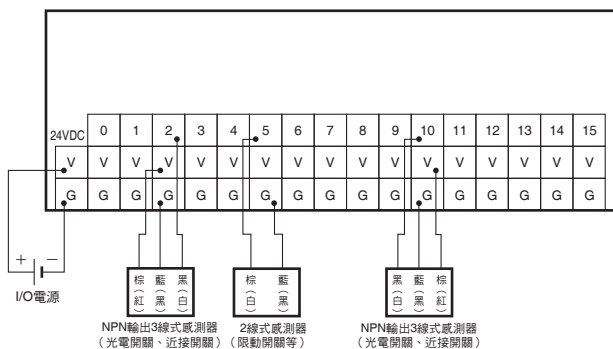 24VDC 0 1 2 3 4 5 6 7 8 9 10 11 12 13 14 15
V V V V V V V V V V V V V V V V V
G G G G G G G G G G G G G G G G G
+ −
I/O電源
棕(紅) 藍(黑) 黑(白)
棕(白) 藍(黑)
黑(白) 藍(黑) 棕(紅)
NPN輸出3線式感測器
(光電開關、近接開關)
2線式感測器
(限動開關等)
NPN輸出3線式感測器
(光電開關、近接開關)